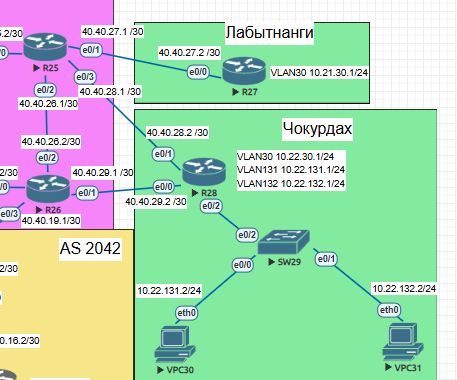 5.2/30
40.40.27.1 /30
Лабытнанги
e0/1
R25
40.40.27.2 /30
e0/3
e0/0
VLAN30 10.21.30.1/24
R27
e0/2
40.40.28.1 /30
40.40.26.1/30
Чокурдах
40.40.28.2 /30
40.40.26.2/30
e0/1
VLAN30 10.22.30.1/24
VLAN131 10.22.131.1/24
VLAN132 10.22.132.1/24
e0/2
2/30
40.40.29.1 /30
R28
/0
e0/1
e0/0
R26
40.40.29.2 /30
e0/3
e0/2
40.40.19.1/30
e0/2
AS 2042
SW29
e0/0
e0/1
2/30
10.22.131.2/24
10.22.132.2/24
eth0
eth0
0.16.2/30
VPC30
VPC31